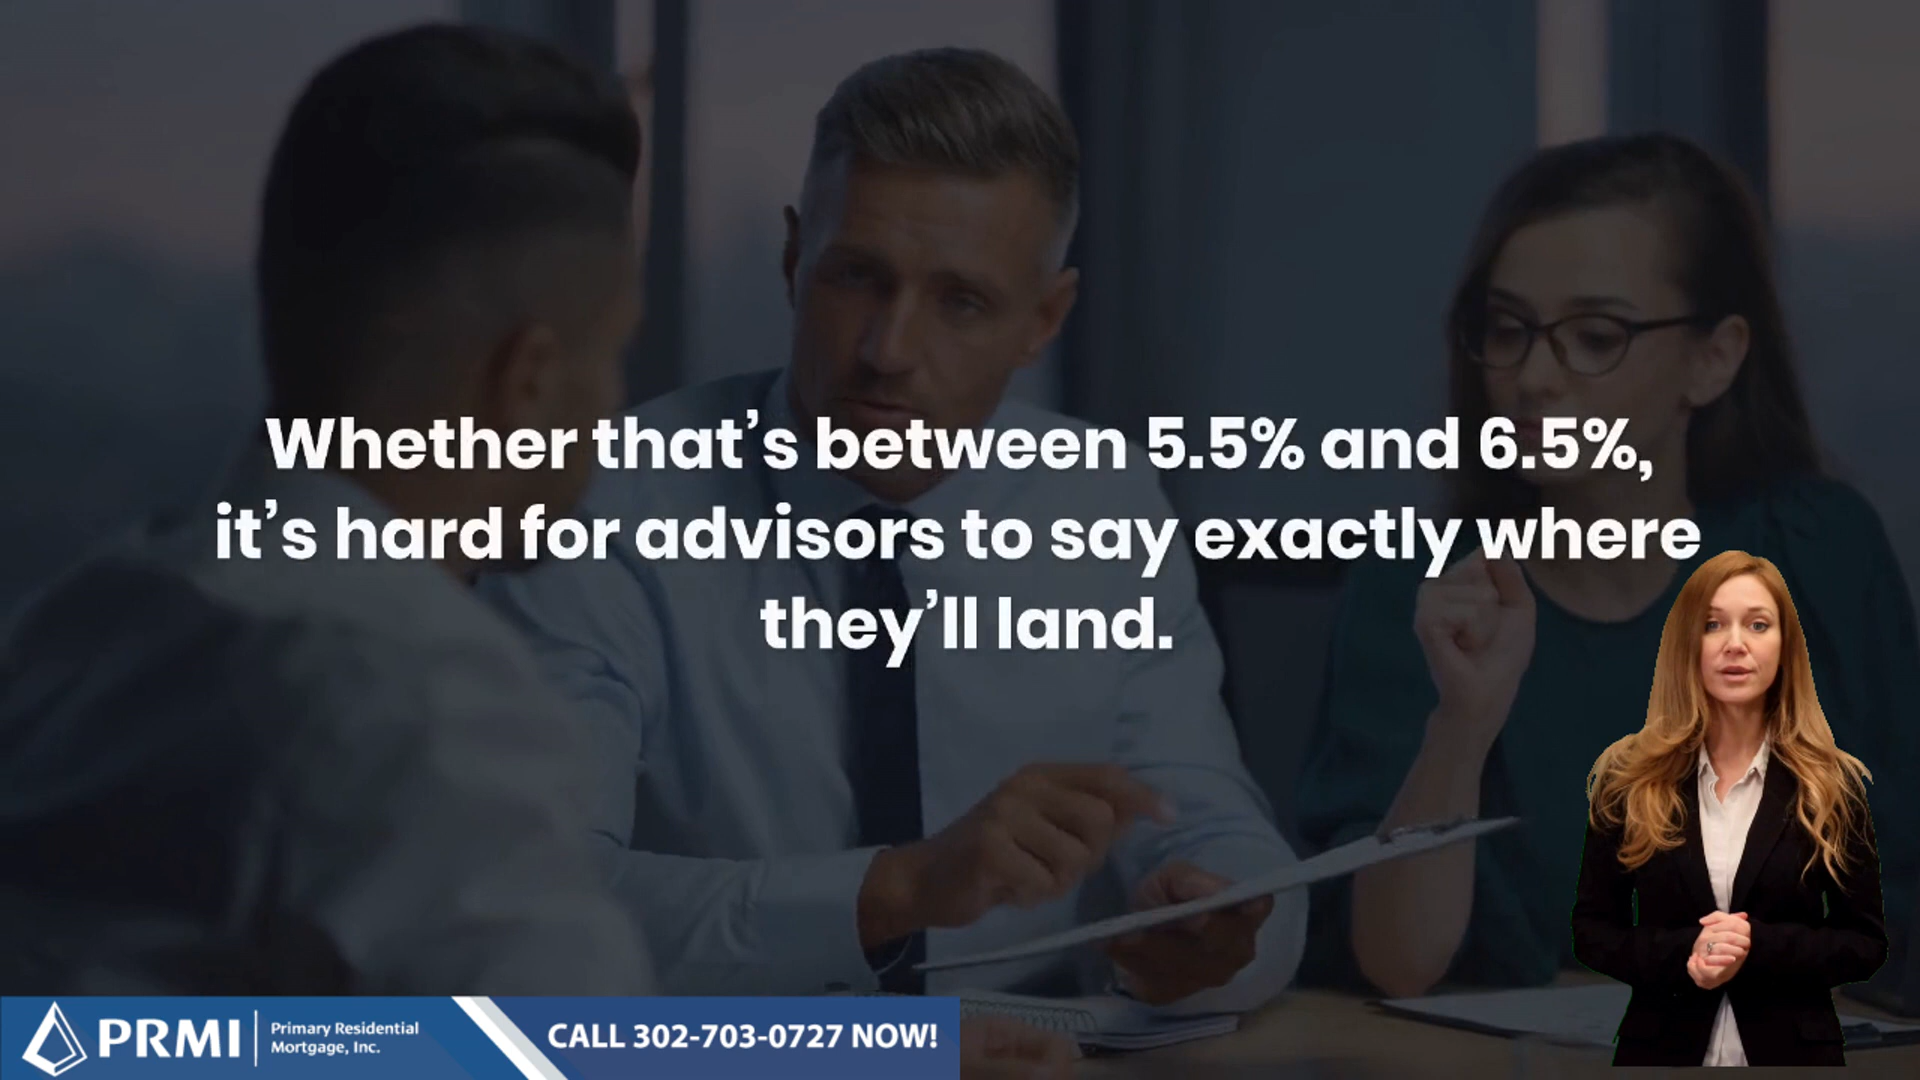 Whether that's between 5.5% and 6.5%,
it's hard for advisors to say exactly where
they'll land.
PRMI
Primary Residential
Mortgage, Inc.
CALL 302-703-0727 NOW!